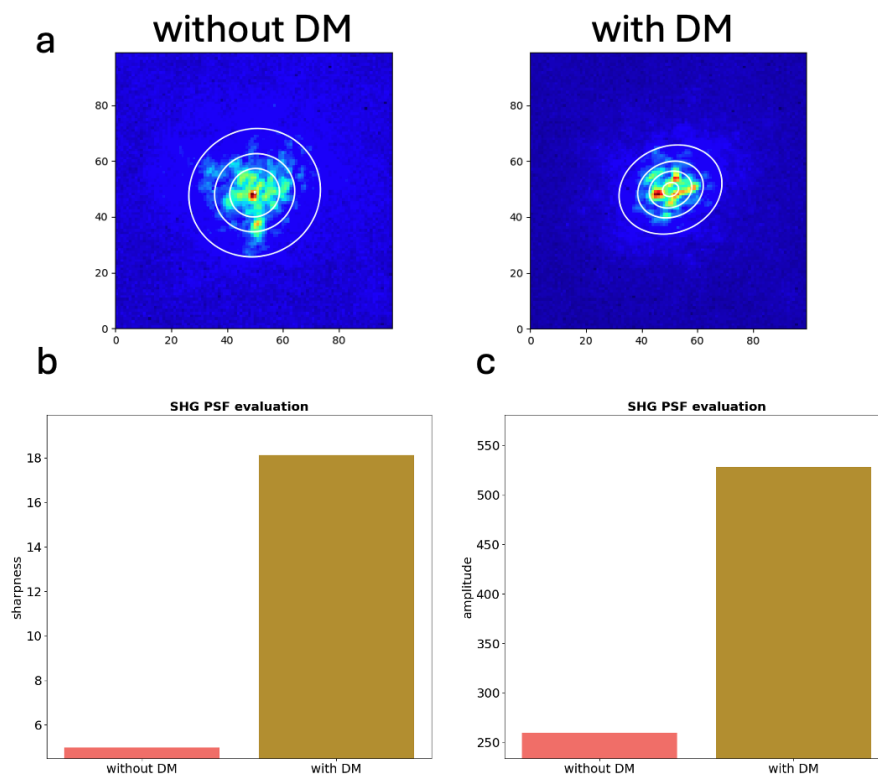 a
without DM
with DM
80
60
40
20
0
0 20 40 60 80
80
60
40
20
0
0 20 40 60 80
b
c
SHG PSF evaluation
18
16
14
12
10
8
6
sharpness
without DM with DM
SHG PSF evaluation
550
500
450
400
350
300
250
amplitude
without DM with DM